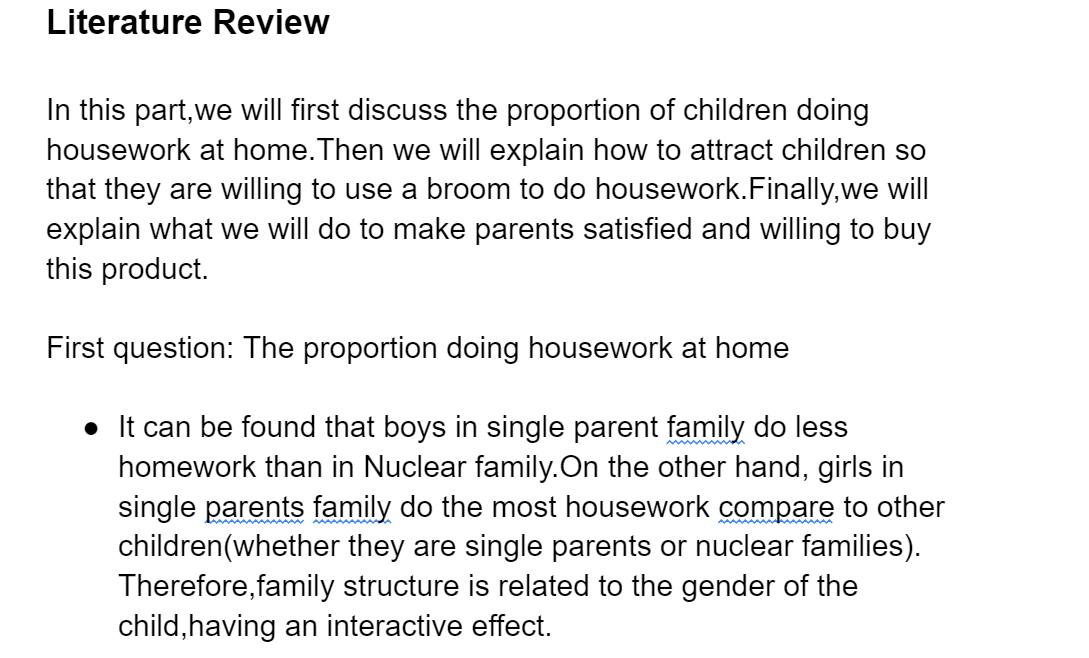 Literature Review
In this part,we will first discuss the proportion of children doing
housework at home.Then we will explain how to attract children so
that they are willing to use a broom to do housework.Finally,we will
explain what we will do to make parents satisfied and willing to buy
this product.
First question: The proportion doing housework at home
● It can be found that boys in single parent family do less
homework than in Nuclear family.On the other hand, girls in
single parents family do the most housework compare to other
children(whether they are single parents or nuclear families).
Therefore,family structure is related to the gender of the
child,having an interactive effect.